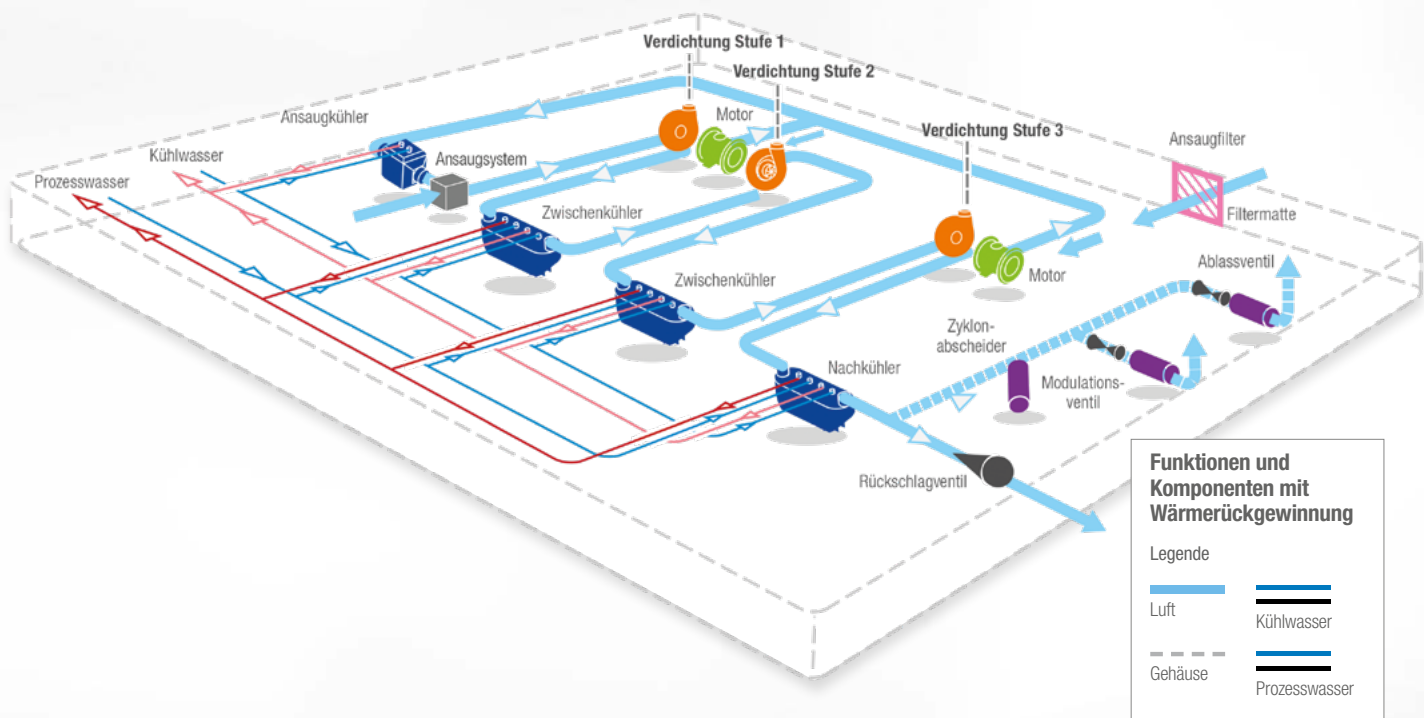 Verdichtung Stufe 1
Verdichtung Stufe 2
Ansaugkühler
Motor
Verdichtung Stufe 3
Ansaugfilter
Kühlwasser
Ansaugsystem
Prozesswasser
Zwischenkühler
Filtermatte
Zwischenkühler
Motor
Ablassventil
Zyklon-
abscheider
Nachkühler
Modulations-
ventil
Rückschlagventil
Funktionen und
Komponenten mit
Wärmerückgewinnung
Legende
Luft
Kühlwasser
Gehäuse
Prozesswasser